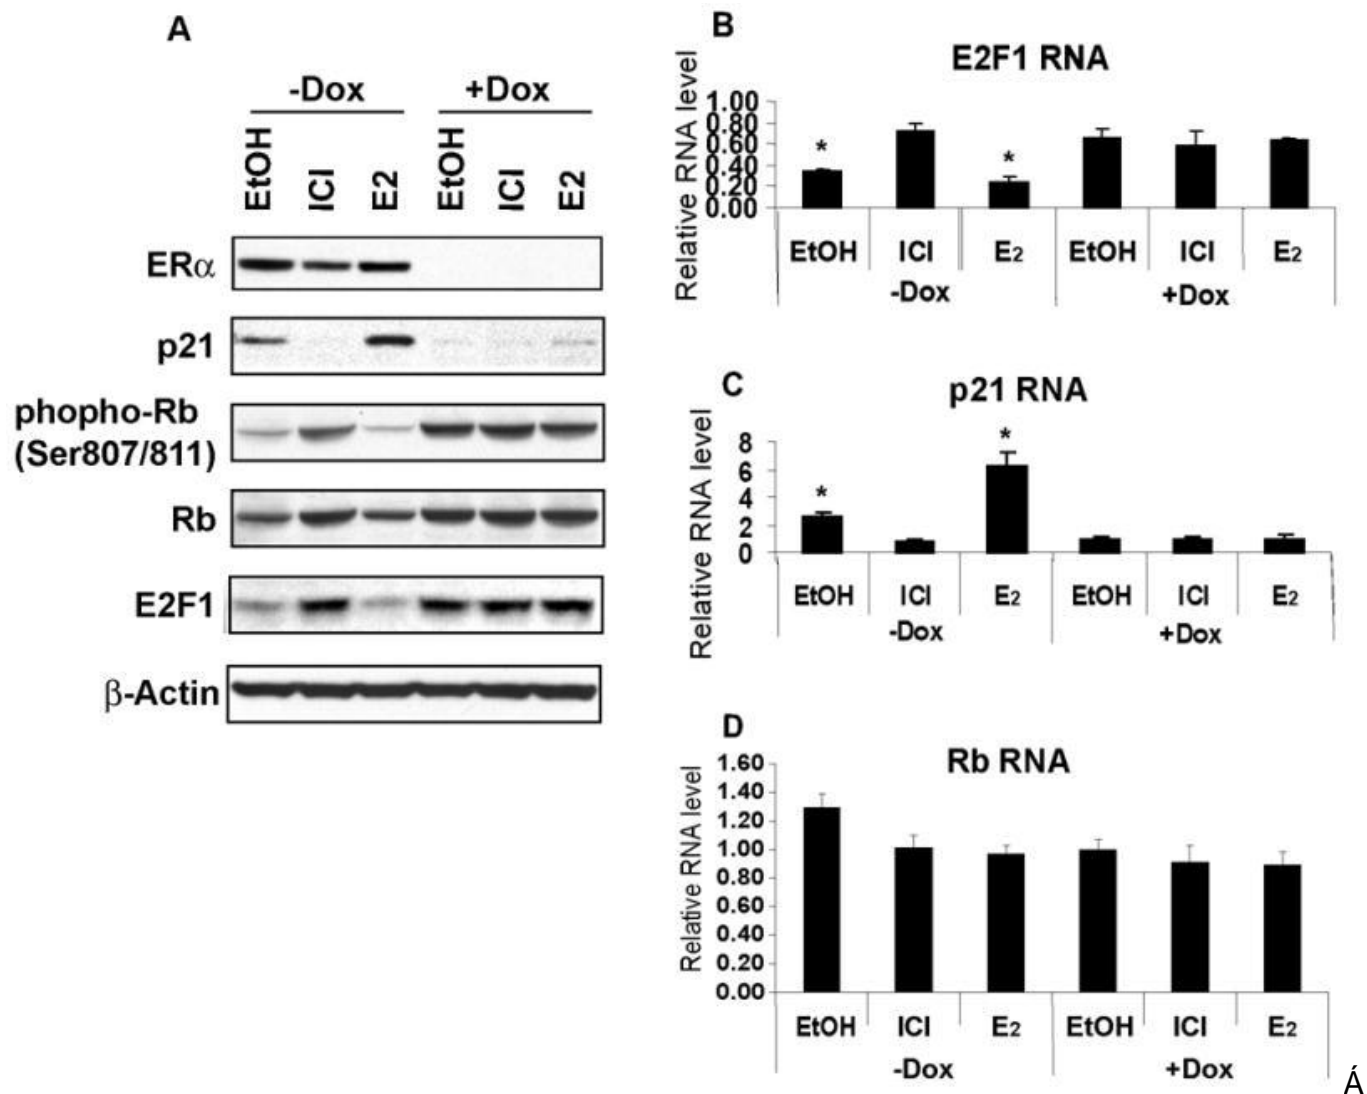 A
-Dox +Dox
EtOH ICI E2 EtOH ICI E2
ERα
p21
phopho-Rb
(Ser807/811)
Rb
E2F1
β-Actin
B
E2F1 RNA
Relative RNA level
1.00
0.80
0.60
0.40
0.20
0.00
* *
EtOH ICI E2 EtOH ICI E2
-Dox +Dox
C
p21 RNA
Relative RNA level
8
6
4
2
0
* *
EtOH ICI E2 EtOH ICI E2
-Dox +Dox
D
Rb RNA
Relative RNA level
1.60
1.40
1.20
1.00
0.80
0.60
0.40
0.20
0.00
EtOH ICI E2 EtOH ICI E2
-Dox +Dox
Á